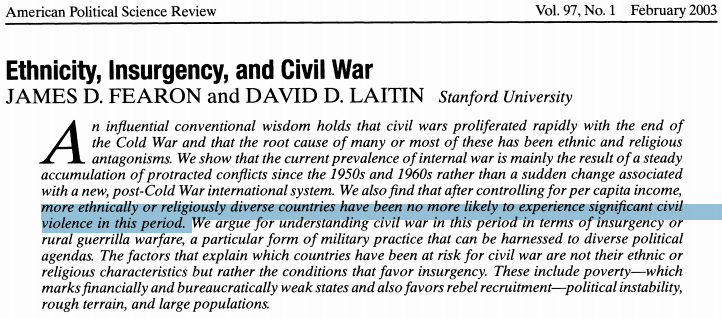 American Political Science Review Vol. 97, No. 1 February 2003
Ethnicity, Insurgency, and Civil War
JAMES D. FEARON and DAVID D. LAITIN Stanford University
An influential conventional wisdom holds that civil wars proliferated rapidly with the end of
the Cold War and that the root cause of many or most of these has been ethnic and religious
antagonisms. We show that the current prevalence of internal war is mainly the result of a steady
accumulation of protracted conflicts since the 1950s and 1960s rather than a sudden change associated
with a new, post-Cold War international system. We also find that after controlling for per capita income,
more ethnically or religiously diverse countries have been no more likely to experience significant civil
violence in this period. We argue for understanding civil war in this period in terms of insurgency or
rural guerrilla warfare, a particular form of military practice that can be harnessed to diverse political
agendas. The factors that explain which countries have been at risk for civil war are not their ethnic or
religious characteristics but rather the conditions that favor insurgency. These include poverty—which
marks financially and bureaucratically weak states and also favors rebel recruitment—political instability,
rough terrain, and large populations.